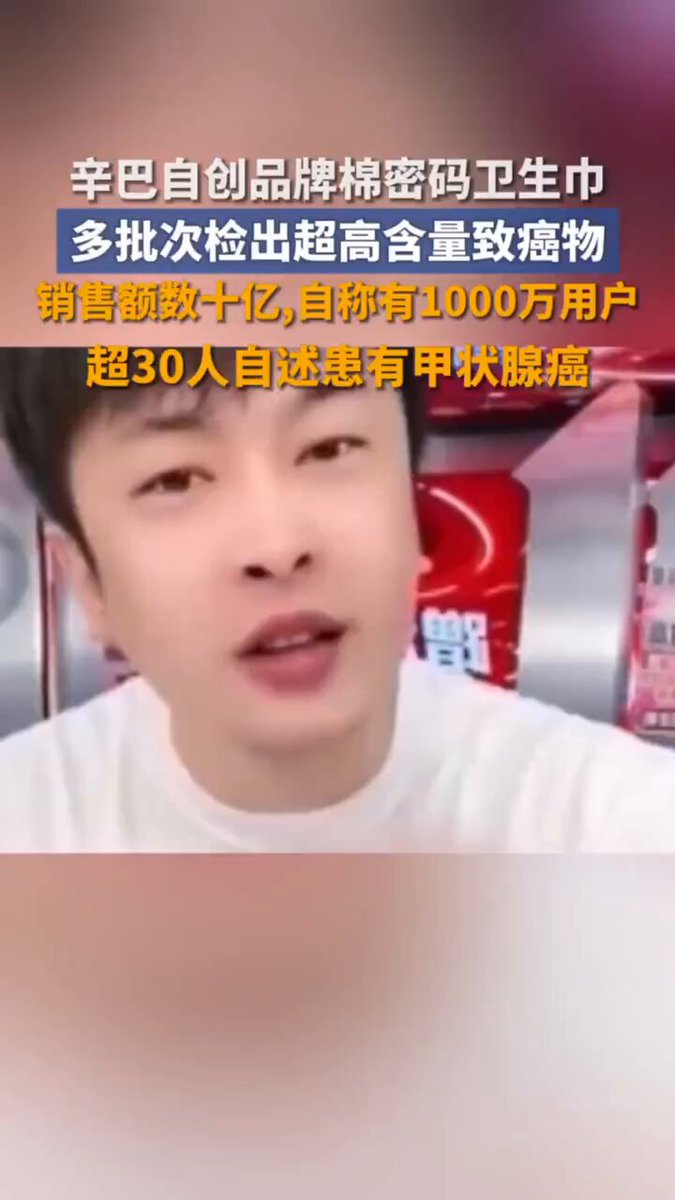 辛巴自创品牌棉密码卫生巾
多批次检出超高含量致癌物
销售额数十亿,自称有1000万用户
超30人自述患有甲状腺癌